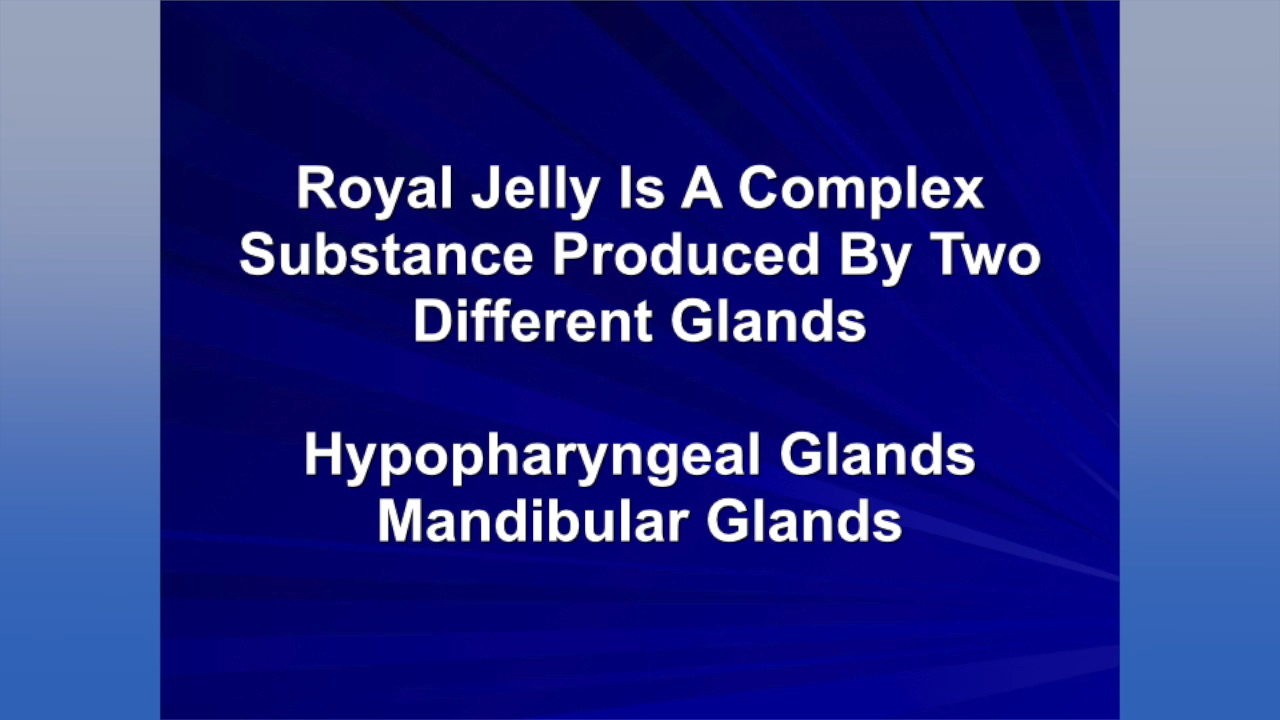 Royal Jelly Is A Complex
Substance Produced By Two
Different Glands
Hypopharyngeal Glands
Mandibular Glands